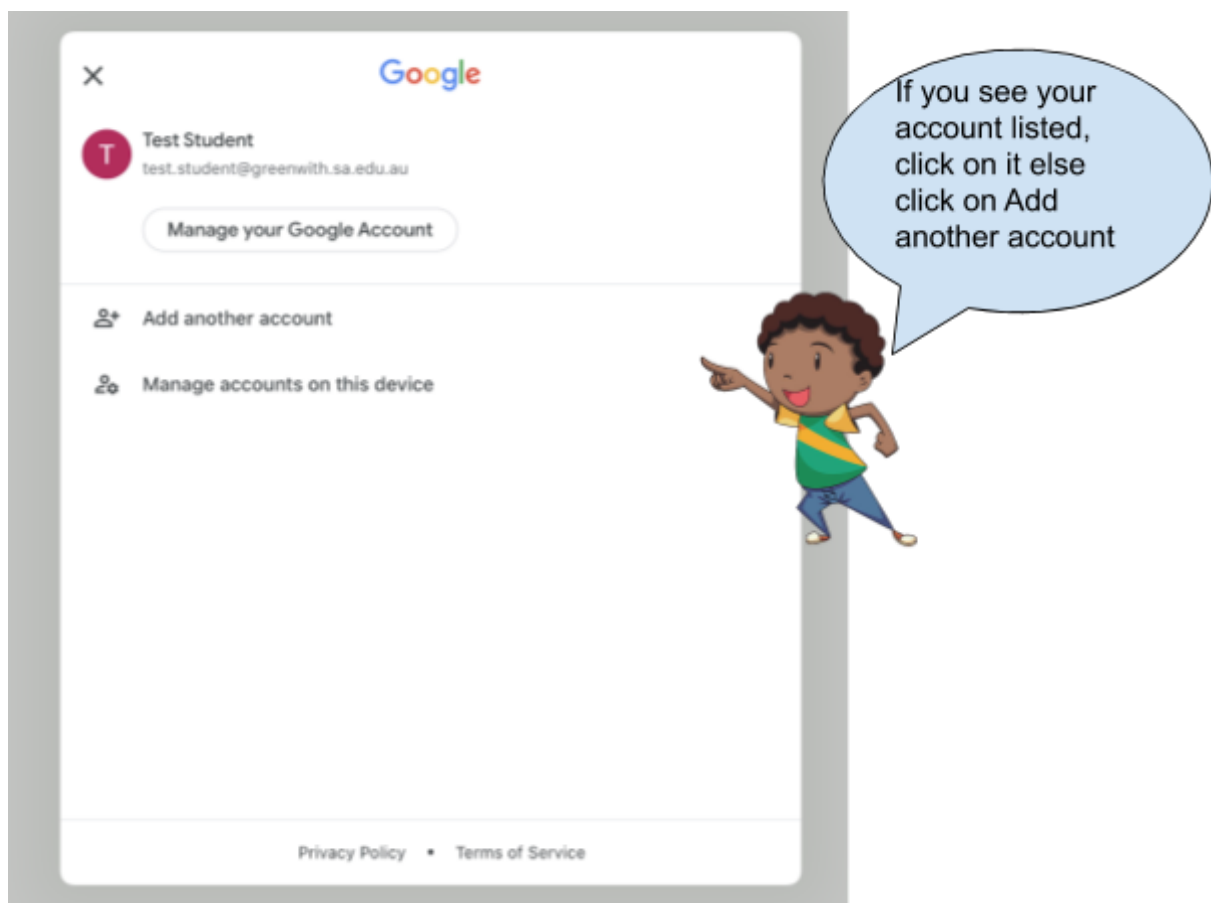 Google
T
Test Student
test.student@greenwith.sa.edu.au
Manage your Google Account
Add another account
Manage accounts on this device
Privacy Policy • Terms of Service
If you see your
account listed,
click on it else
click on Add
another account